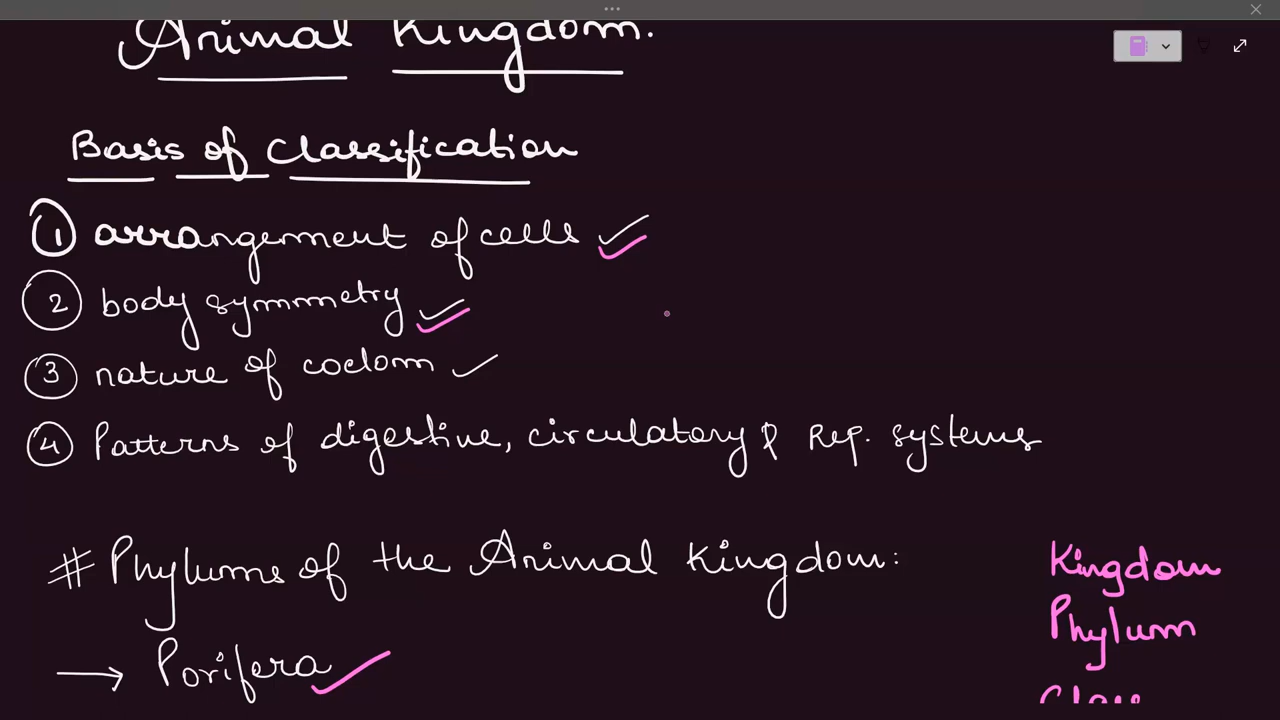 Animal Kingdom.
Basis of Classification
1 arrangement of cells
2 body symmetry
3 nature of coelom
4 Patterns of digestive, circulatory & Rep. systems
# Phylums of the Animal Kingdom:
→ Porifera
Kingdom
Phylum
Class